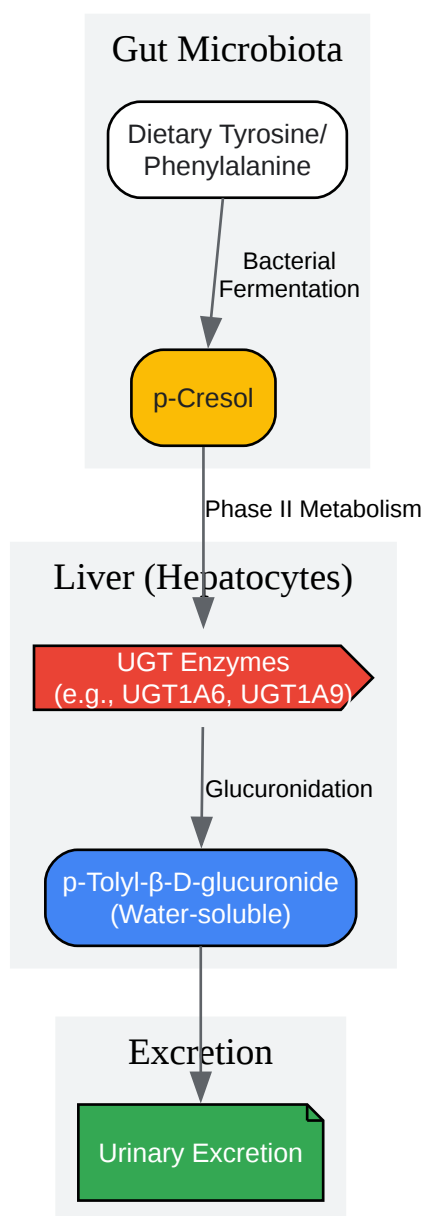 Gut Microbiota
Dietary Tyrosine/
Phenylalanine
Bacterial
Fermentation
p-Cresol
Phase II Metabolism
Liver (Hepatocytes)
UGT Enzymes
(e.g., UGT1A6, UGT1A9)
Glucuronidation
p-Tolyl-β-D-glucuronide
(Water-soluble)
Excretion
Urinary Excretion